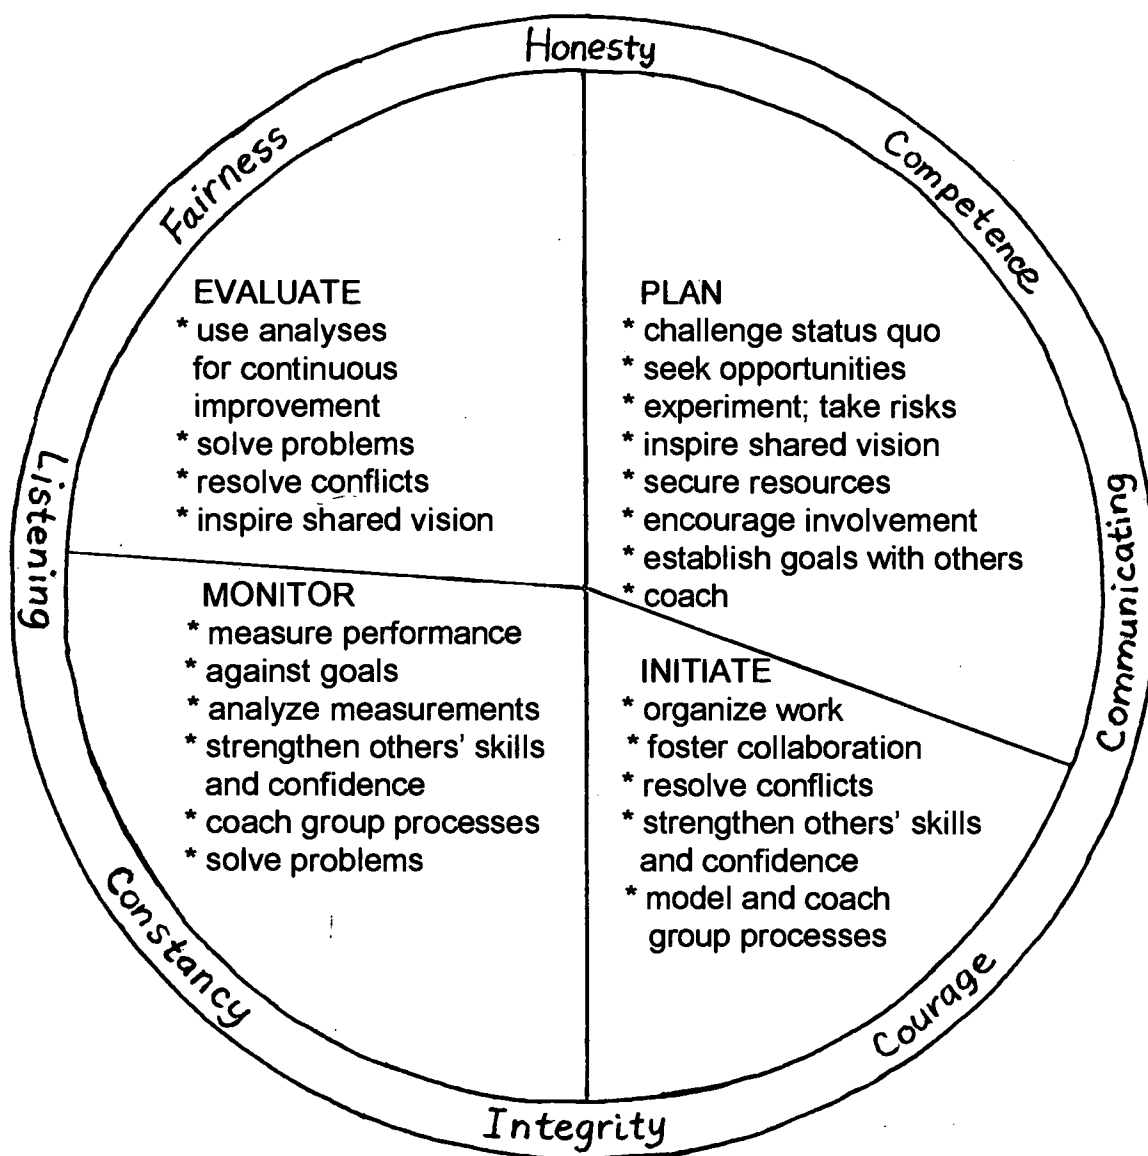 Honesty
Competence
Communicating
Courage
Integrity
Constancy
Listening
Fairness
EVALUATE
* use analyses
for continuous
improvement
* solve problems
* resolve conflicts
* inspire shared vision
PLAN
* challenge status quo
* seek opportunities
* experiment; take risks
* inspire shared vision
* secure resources
* encourage involvement
* establish goals with others
* coach
MONITOR
* measure performance
* against goals
* analyze measurements
* strengthen others' skills
and confidence
* coach group processes
* solve problems
INITIATE
* organize work
* foster collaboration
* resolve conflicts
* strengthen others' skills
and confidence
* model and coach
group processes